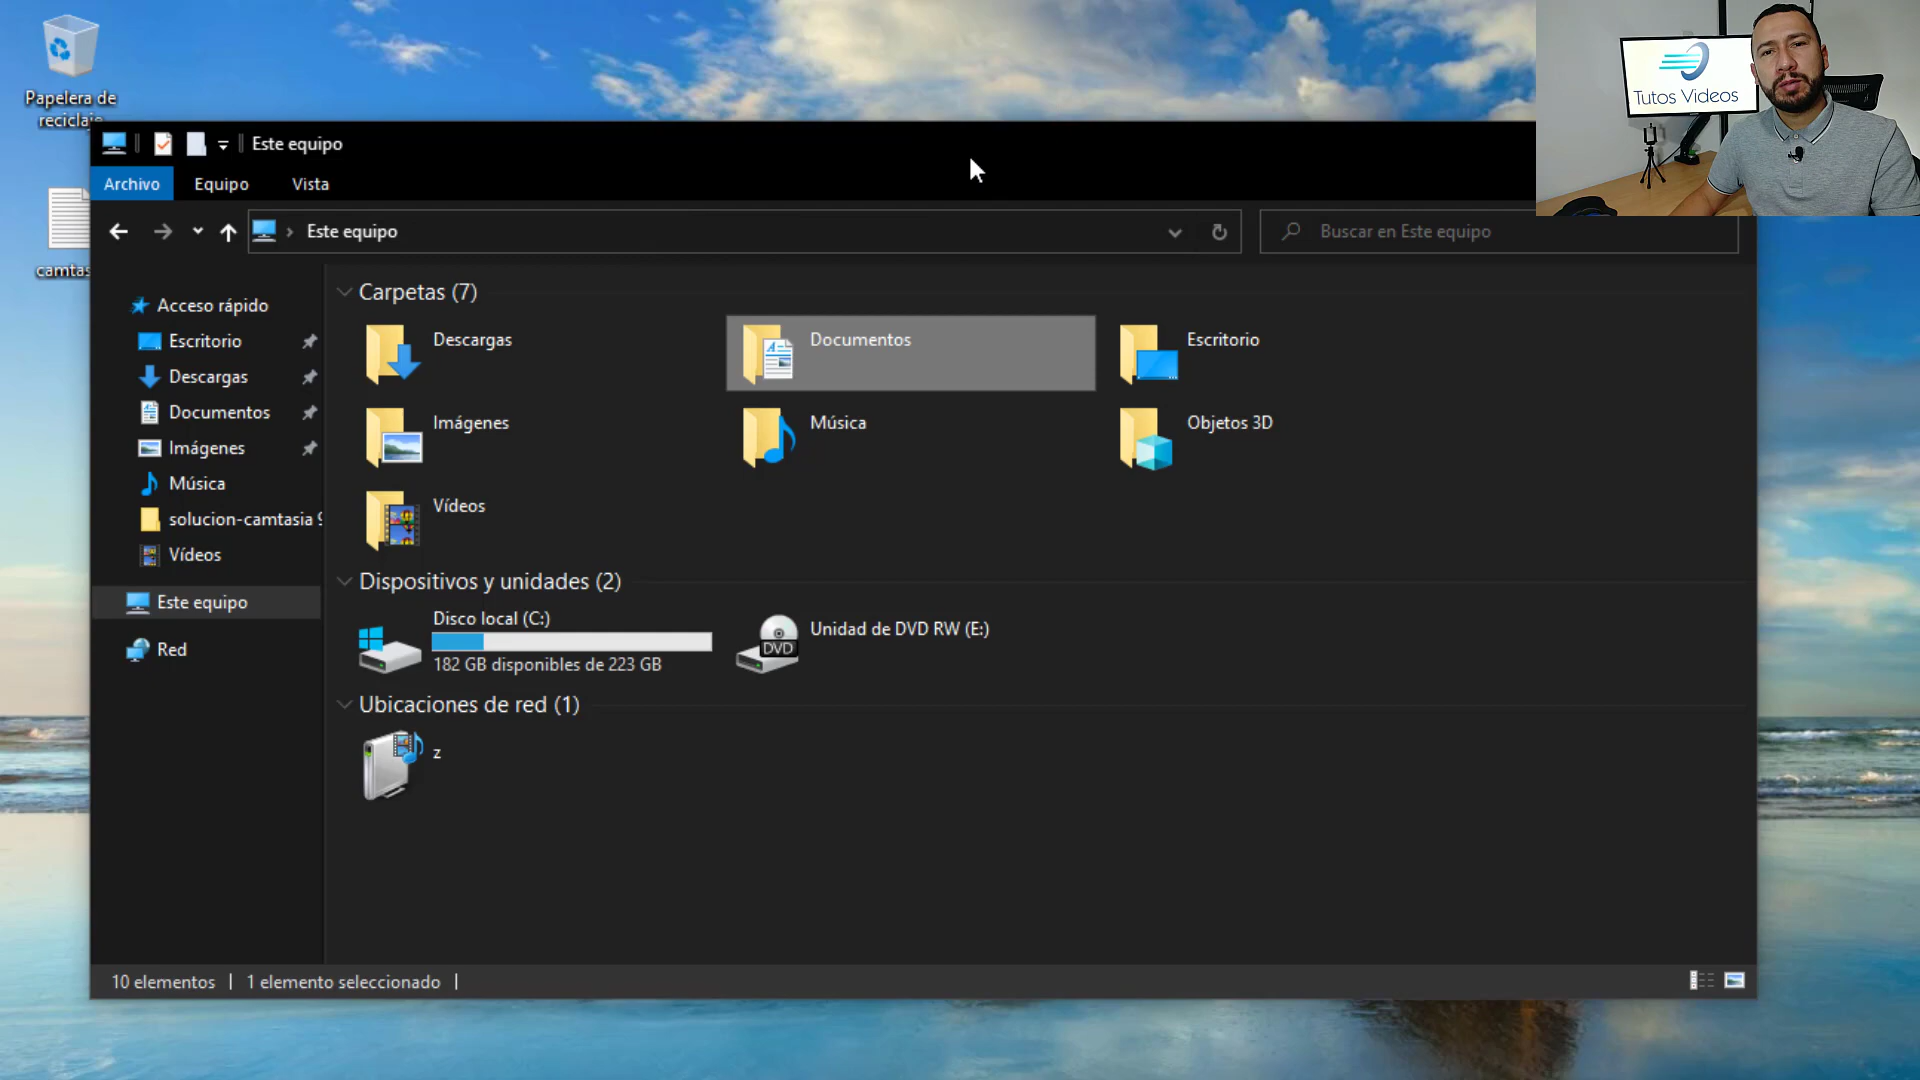 Papelera de
reciclaje
camtas
Tutos Videos
Este equipo
Archivo
Equipo
Vista
Este equipo
Buscar en Este equipo
Acceso rápido
Escritorio
Descargas
Documentos
Imágenes
Música
solucion-camtasia 9
Vídeos
Este equipo
Red
Carpetas (7)
Descargas
Documentos
Escritorio
Imágenes
Música
Objetos 3D
Vídeos
Dispositivos y unidades (2)
Disco local (C:)
182 GB disponibles de 223 GB
DVD
Unidad de DVD RW (E:)
Ubicaciones de red (1)
z
10 elementos
1 elemento seleccionado